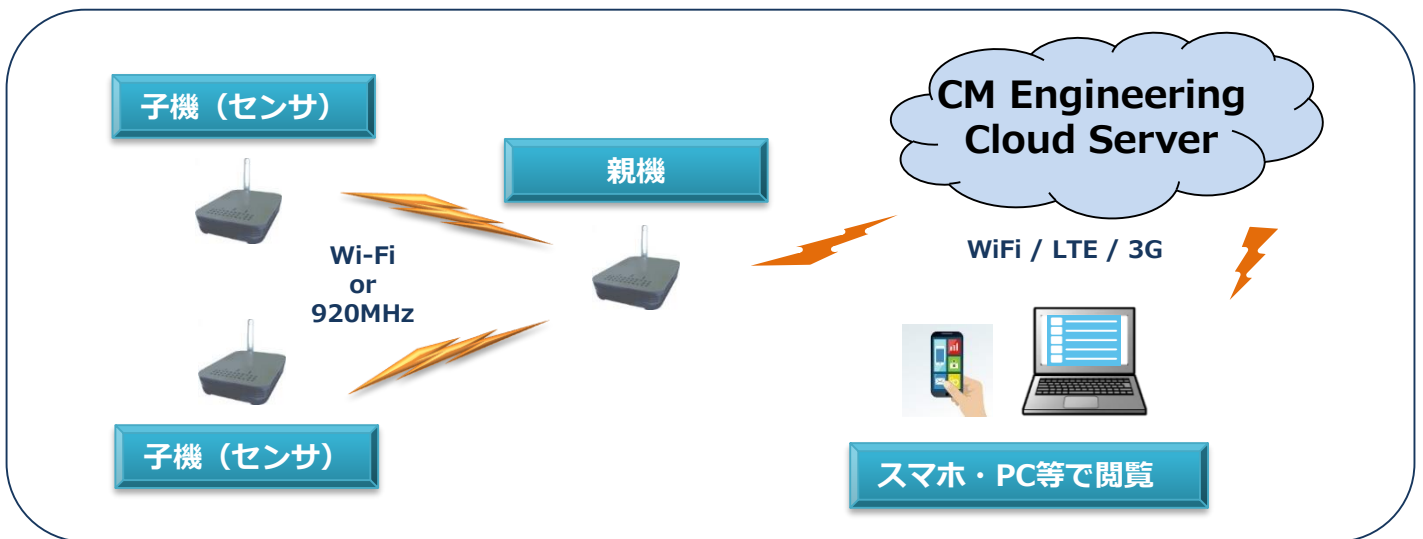 子機（センサ）
親機
CM Engineering
Cloud Server
Wi-Fi
or
920MHz
WiFi / LTE / 3G
子機（センサ）
スマホ・PC等で閲覧